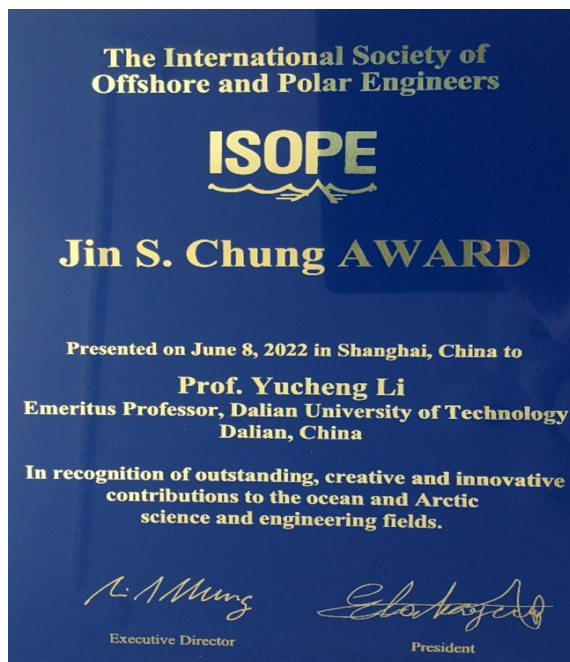 The International Society of
Offshore and Polar Engineers
ISOPE
Jin S. Chung AWARD
Presented on June 8, 2022 in Shanghai, China to
Prof. Yucheng Li
Emeritus Professor, Dalian University of Technology
Dalian, China
In recognition of outstanding, creative and innovative
contributions to the ocean and Arctic
science and engineering fields.
Executive Director
President